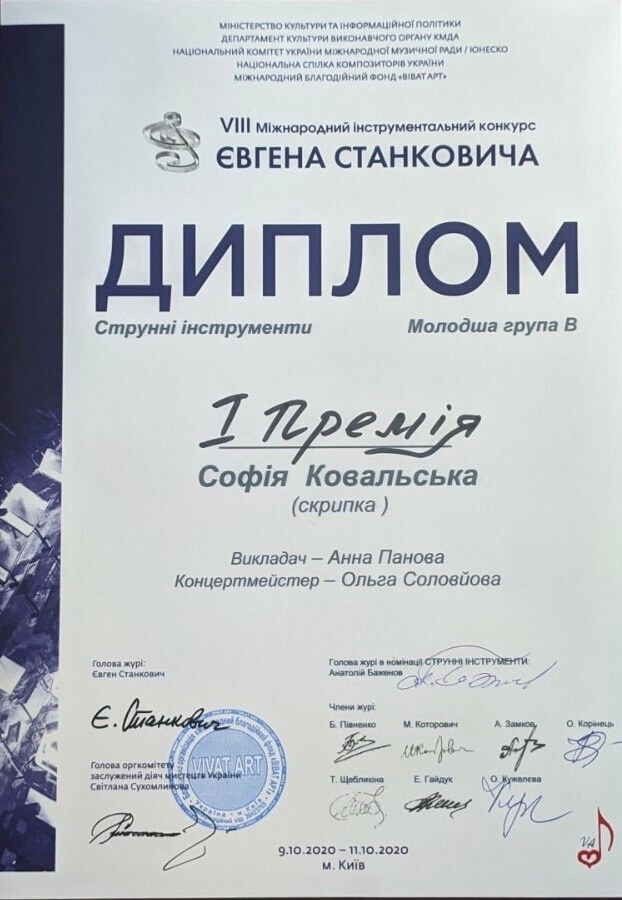 МІНІСТЕРСТВО КУЛЬТУРИ ТА ІНФОРМАЦІЙНОЇ ПОЛІТИКИ
ДЕПАРТАМЕНТ КУЛЬТУРИ ВИКОНАВЧОГО ОРГАНУ КМДА
НАЦІОНАЛЬНИЙ КОМІТЕТ УКРАЇНИ МІЖНАРОДНОЇ МУЗИЧНОЇ РАДИ / ЮНЕСКО
НАЦІОНАЛЬНА СПІЛКА КОМПОЗИТОРІВ УКРАЇНИ
МІЖНАРОДНИЙ БЛАГОДІЙНИЙ ФОНД «ВІВАТ АРТ»
VIII Міжнародний інструментальний конкурс
ЄВГЕНА СТАНКОВИЧА
ДИПЛОМ
Струнні інструменти Молодша група В
І Премія
Софія Ковальська
(скрипка )
Викладач – Анна Панова
Концертмейстер – Ольга Соловйова
Голова журі:
Євген Станкович
Є. Станкович
Голова оргкомітету
заслужений діяч мистецтв України
Світлана Сухомлинова
VIVAT ART
Голова журі в номінації СТРУННІ ІНСТРУМЕНТИ:
Анатолій Баженов
Члени журі:
Б. Півненко М. Которович А. Замков О. Корінець
Т. Щебликіна Е. Гайдук О. Кужелєва
9.10.2020 – 11.10.2020
м. Київ
VA